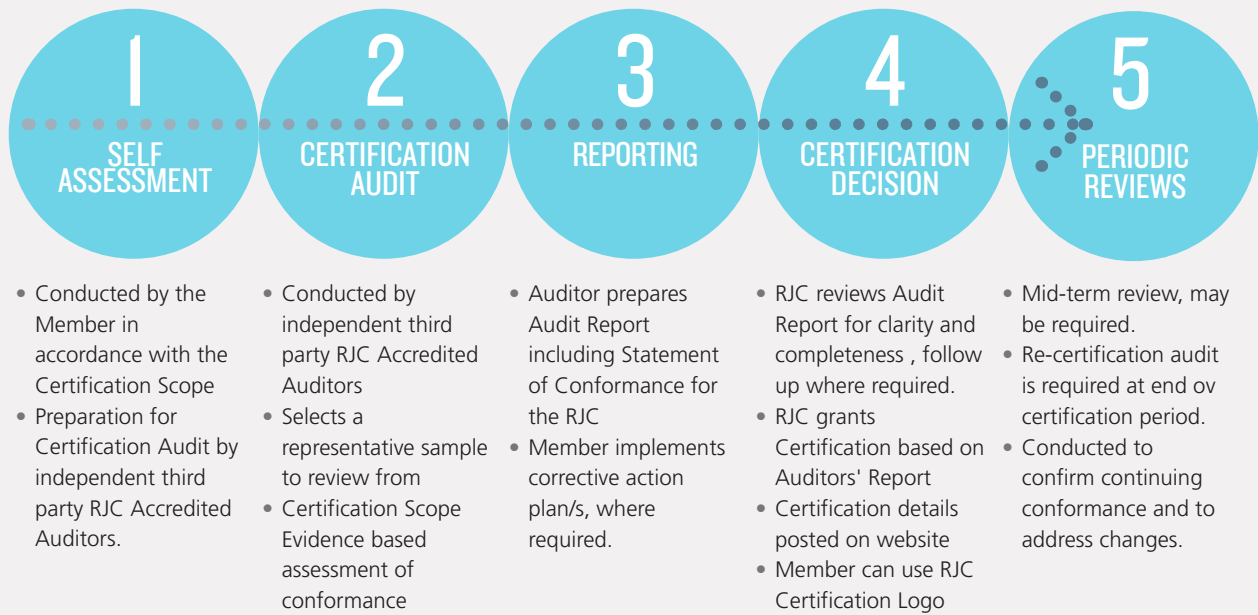 1
SELF
ASSESSMENT
• Conducted by the
Member in
accordance with the
Certification Scope
• Preparation for
Certification Audit by
independent third
party RJC Accredited
Auditors.
2
CERTIFICATION
AUDIT
• Conducted by
independent third
party RJC Accredited
Auditors
• Selects a
representative sample
to review from
• Certification Scope
Evidence based
assessment of
conformance
3
REPORTING
• Auditor prepares
Audit Report
including Statement
of Conformance for
the RJC
• Member implements
corrective action
plan/s, where
required.
4
CERTIFICATION
DECISION
• RJC reviews Audit
Report for clarity and
completeness , follow
up where required.
• RJC grants
Certification based on
Auditors' Report
• Certification details
posted on website
• Member can use RJC
Certification Logo
5
PERIODIC
REVIEWS
• Mid-term review, may
be required.
• Re-certification audit
is required at end ov
certification period.
• Conducted to
confirm continuing
conformance and to
address changes.